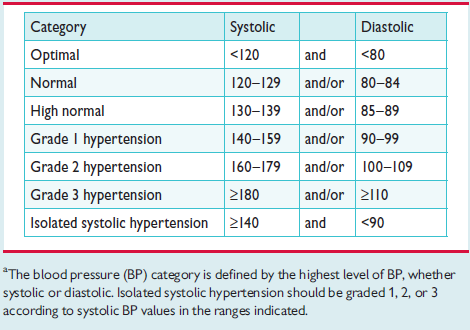 Category Systolic Diastolic
Optimal <120 and <80
Normal 120–129 and/or 80–84
High normal 130–139 and/or 85–89
Grade 1 hypertension 140–159 and/or 90–99
Grade 2 hypertension 160–179 and/or 100–109
Grade 3 hypertension ≥180 and/or ≥110
Isolated systolic hypertension ≥140 and <90
aThe blood pressure (BP) category is defined by the highest level of BP, whether
systolic or diastolic. Isolated systolic hypertension should be graded 1, 2, or 3
according to systolic BP values in the ranges indicated.